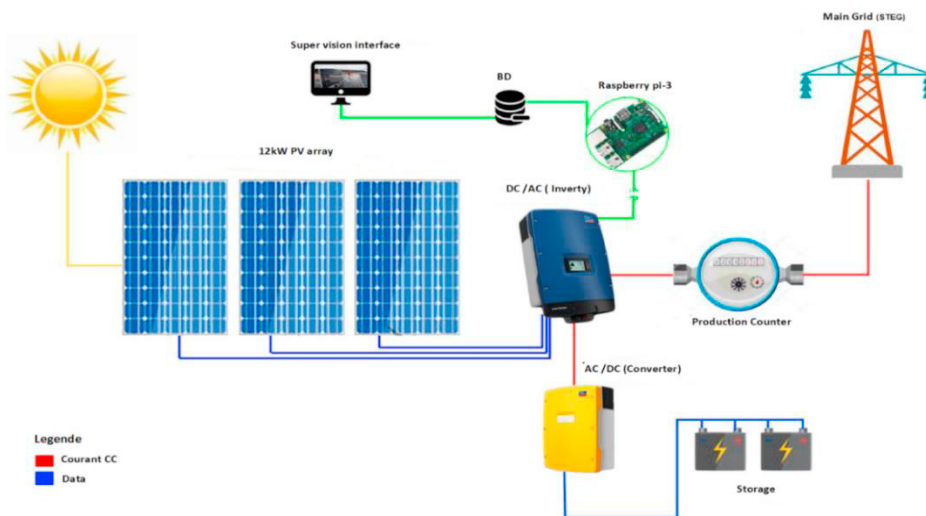 Main Grid (STEG)
Super vision interface
BD
Raspberry pi-3
12kW PV array
DC /AC ( Inverty)
Production Counter
AC /DC (Converter)
Legende
Courant CC
Data
Storage